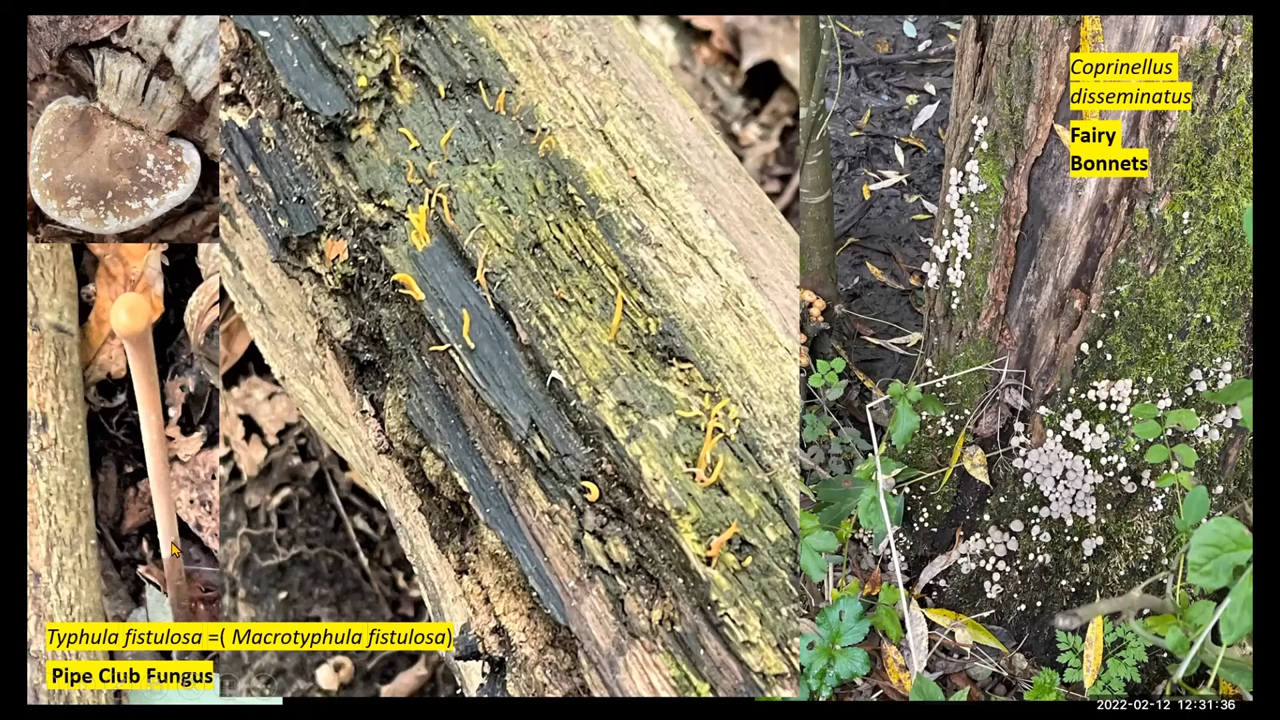 Coprinellus
disseminatus
Fairy
Bonnets
Typhula fistulosa =( Macrotyphula fistulosa)
Pipe Club Fungus
2022-02-12 12:31:36